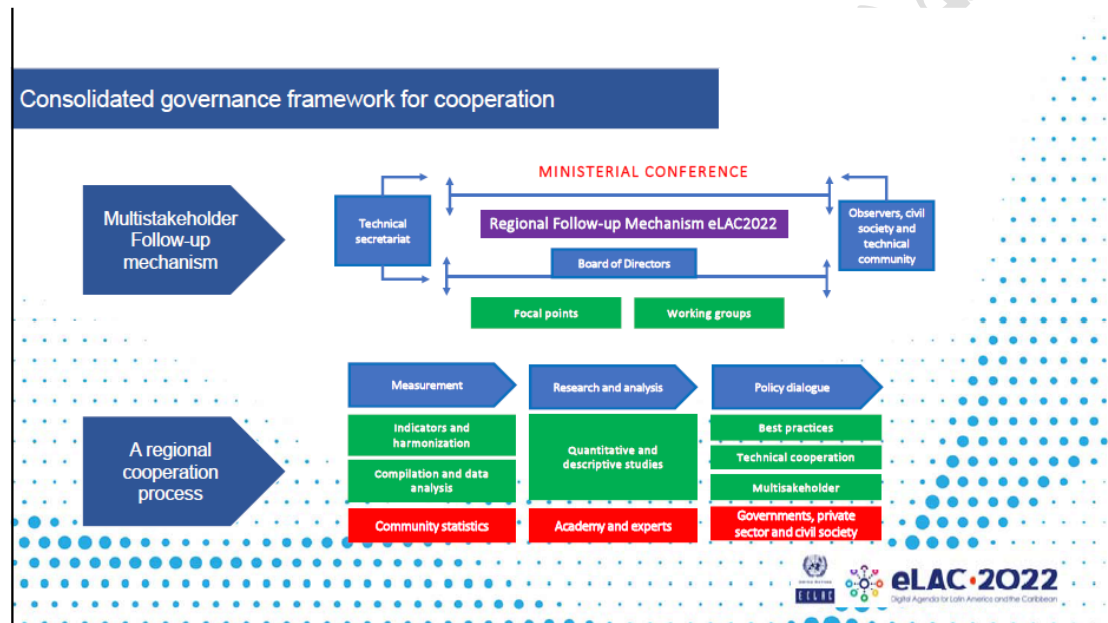 Consolidated governance framework for cooperation
Multistakeholder
Follow-up
mechanism
Technical
secretariat
MINISTERIAL CONFERENCE
Regional Follow-up Mechanism eLAC2022
Board of Directors
Focal points
Working groups
Observers, civil
society and
technical
community
A regional
cooperation
process
Measurement
Indicators and
harmonization
Compilation and data
analysis
Community statistics
Research and analysis
Quantitative and
descriptive studies
Academy and experts
Policy dialogue
Best practices
Technical cooperation
Multisakeholder
Governments, private
sector and civil society
UNITED NATIONS
ECLAC
eLAC•2022
Digital Agenda for Latin America and the Caribbean